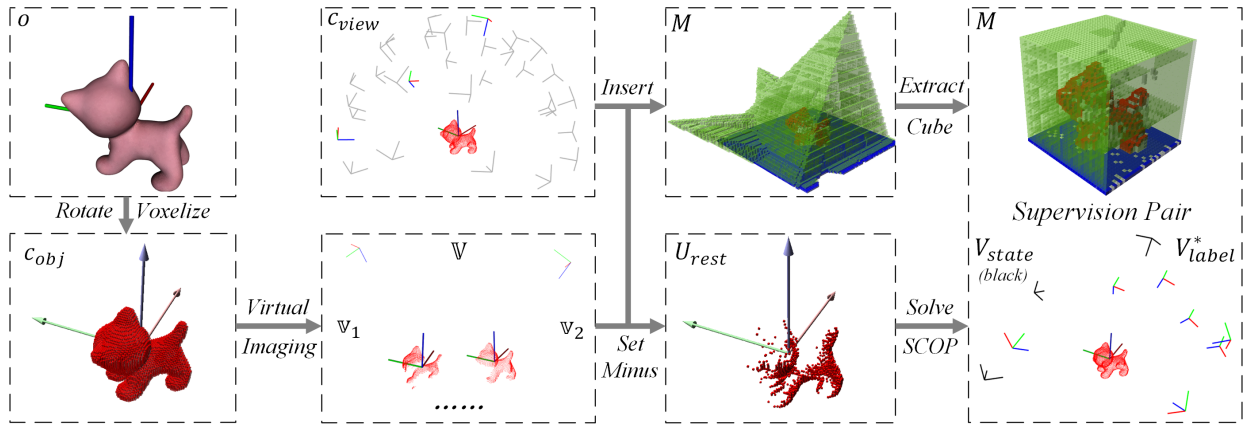 o
c_view
Insert
M
Extract
Cube
M
Rotate
Voxelize
Supervision Pair
c_obj
Virtual
Imaging
𝕍
𝕍_1
𝕍_2
......
Set
Minus
U_rest
Solve
SCOP
V_state
(black)
V*_label